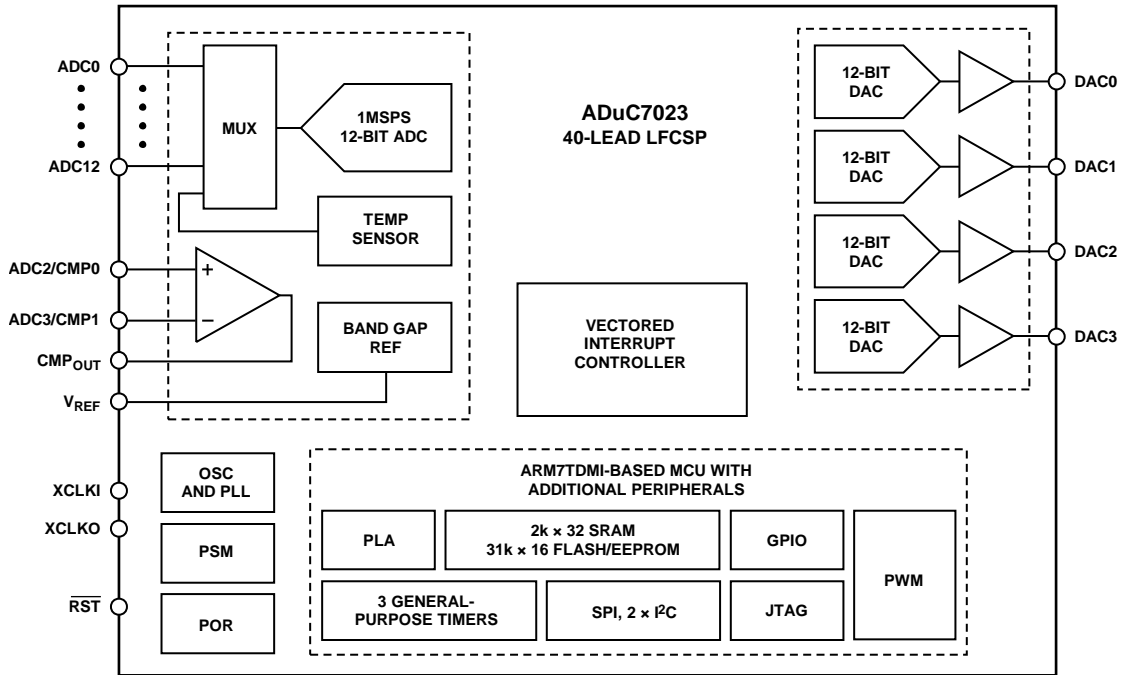 ADC0
ADC12
ADC2/CMP0
ADC3/CMP1
CMPOUT
VREF
XCLKI
XCLKO
RST
MUX
1MSPS
12-BIT ADC
TEMP
SENSOR
+
−
BAND GAP
REF
OSC
AND PLL
PSM
POR
ADuC7023
40-LEAD LFCSP
VECTORED
INTERRUPT
CONTROLLER
12-BIT
DAC
DAC0
12-BIT
DAC
DAC1
12-BIT
DAC
DAC2
12-BIT
DAC
DAC3
ARM7TDMI-BASED MCU WITH
ADDITIONAL PERIPHERALS
PLA
2k × 32 SRAM
31k × 16 FLASH/EEPROM
GPIO
PWM
3 GENERAL-
PURPOSE TIMERS
SPI, 2 × I²C
JTAG